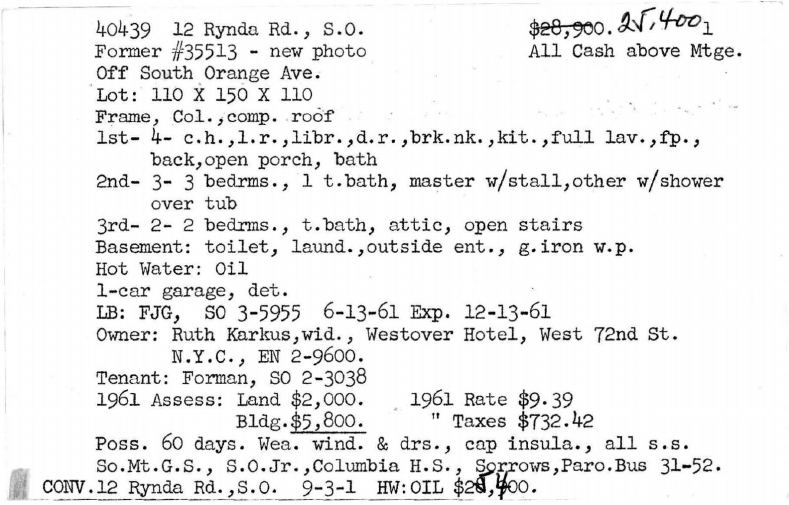 40439 12 Rynda Rd., S.O. $28,900. 25,400 1
Former #35513 - new photo All Cash above Mtge.
Off South Orange Ave.
Lot: 110 X 150 X 110
Frame, Col.,comp. roof
1st- 4- c.h.,l.r.,libr.,d.r.,brk.nk.,kit.,full lav.,fp.,
back,open porch, bath
2nd- 3- 3 bedrms., 1 t.bath, master w/stall,other w/shower
over tub
3rd- 2- 2 bedrms., t.bath, attic, open stairs
Basement: toilet, laund.,outside ent., g.iron w.p.
Hot Water: Oil
1-car garage, det.
LB: FJG, SO 3-5955 6-13-61 Exp. 12-13-61
Owner: Ruth Karkus,wid., Westover Hotel, West 72nd St.
N.Y.C., EN 2-9600.
Tenant: Forman, SO 2-3038
1961 Assess: Land $2,000. 1961 Rate $9.39
Bldg.$5,800. " Taxes $732.42
Poss. 60 days. Wea. wind. & drs., cap insula., all s.s.
So.Mt.G.S., S.O.Jr.,Columbia H.S., Sorrows,Paro.Bus 31-52.
CONV.12 Rynda Rd.,S.O. 9-3-1 HW:OIL $25,400.